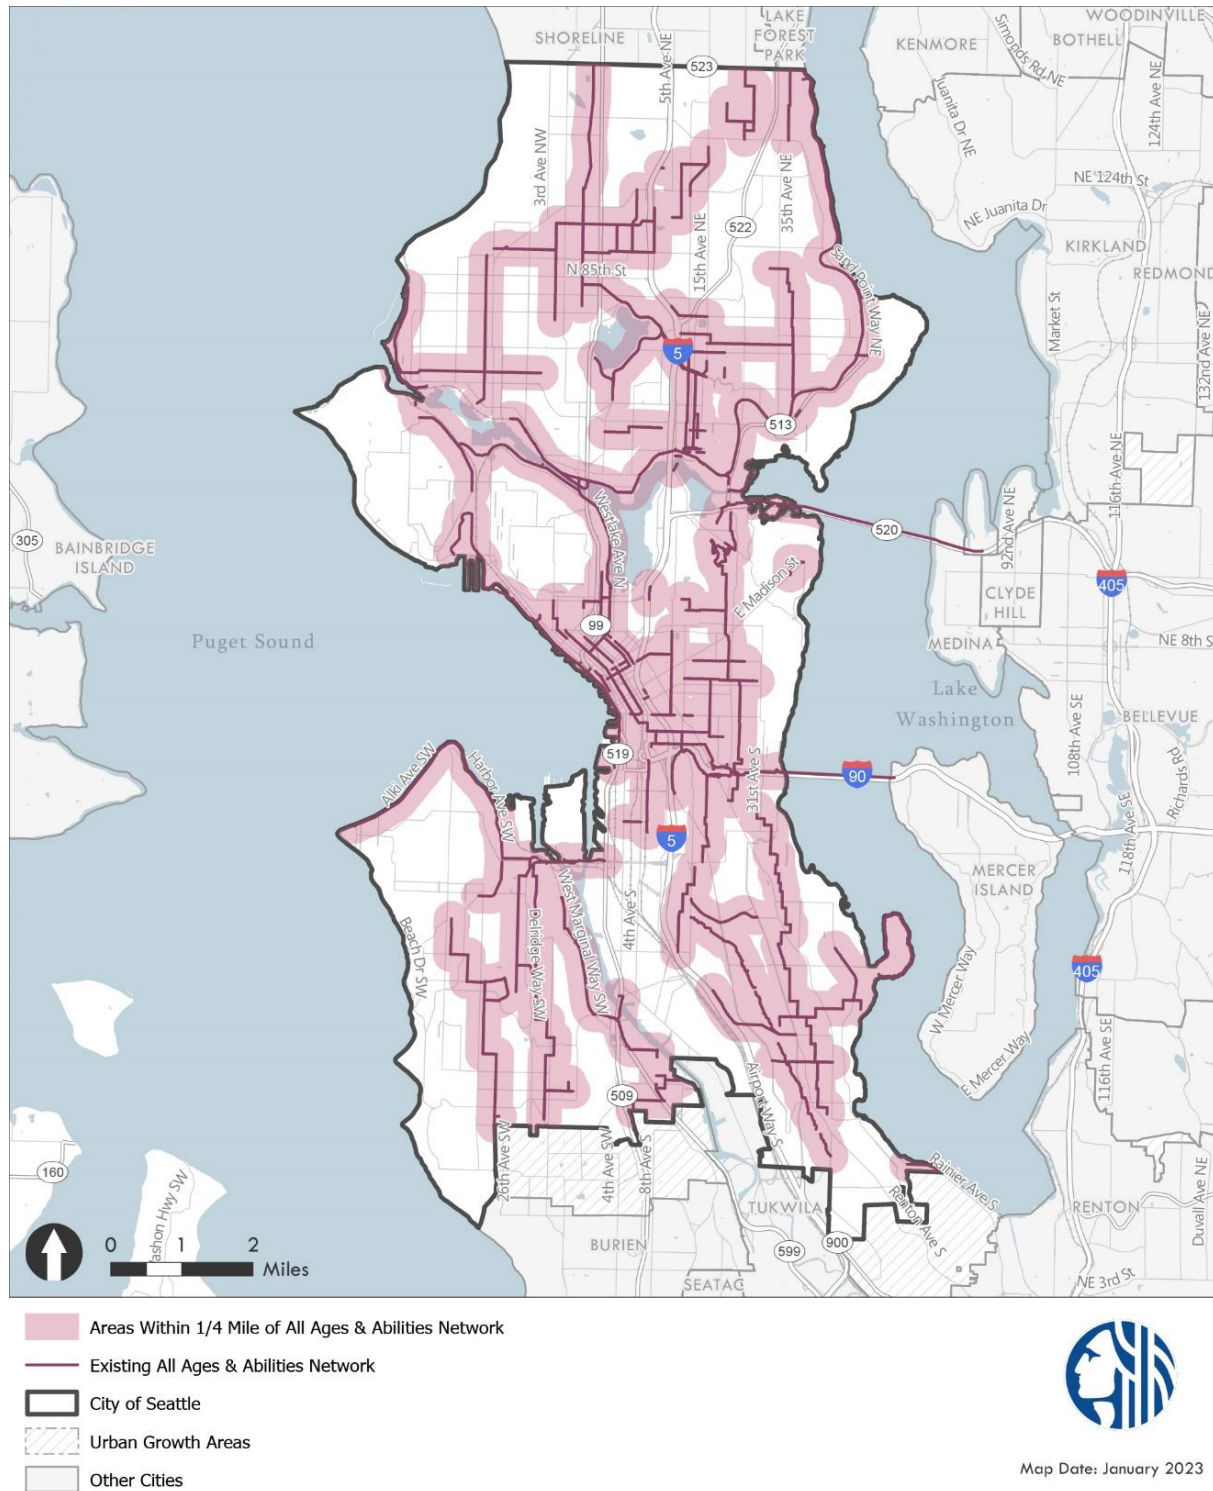 SHORELINE
LAKE
FOREST
PARK
KENMORE
BOTHELL
WOODINVILLE
Simonds Rd NE
523
5th Ave NE
124th Ave NE
Juanita Dr NE
3rd Ave NW
35th Ave NE
NE 124th St
NE Juanita Dr
522
15th Ave NE
KIRKLAND
N 85th St
Sand Point Way NE
REDMOND
Market St
132nd Ave NE
5
513
116th Ave NE
Westlake Ave N
520
92nd Ave NE
305
BAINBRIDGE
ISLAND
E Madison St
405
CLYDE
HILL
99
Puget Sound
MEDINA
NE 8th S
Lake
Washington
108th Ave SE
BELLEVUE
519
Alki Ave SW
Harbor Ave SW
31st Ave S
90
Richards Rd
118th Ave SE
5
MERCER
ISLAND
West Marginal Way SW
4th Ave S
Delridge Way SW
Beach Dr SW
405
W Mercer Way
E Mercer Way
116th Ave SE
509
Airport Way S
160
26th Ave SW
4th Ave SW
8th Ave S
Rainier Ave S
Duvall Ave NE
ashon Hwy SW
TUKWILA
Renton Ave S
RENTON
BURIEN
599
900
SEATAC
NE 3rd St
0 1 2
Miles
Areas Within 1/4 Mile of All Ages & Abilities Network
Existing All Ages & Abilities Network
City of Seattle
Urban Growth Areas
Other Cities
Map Date: January 2023